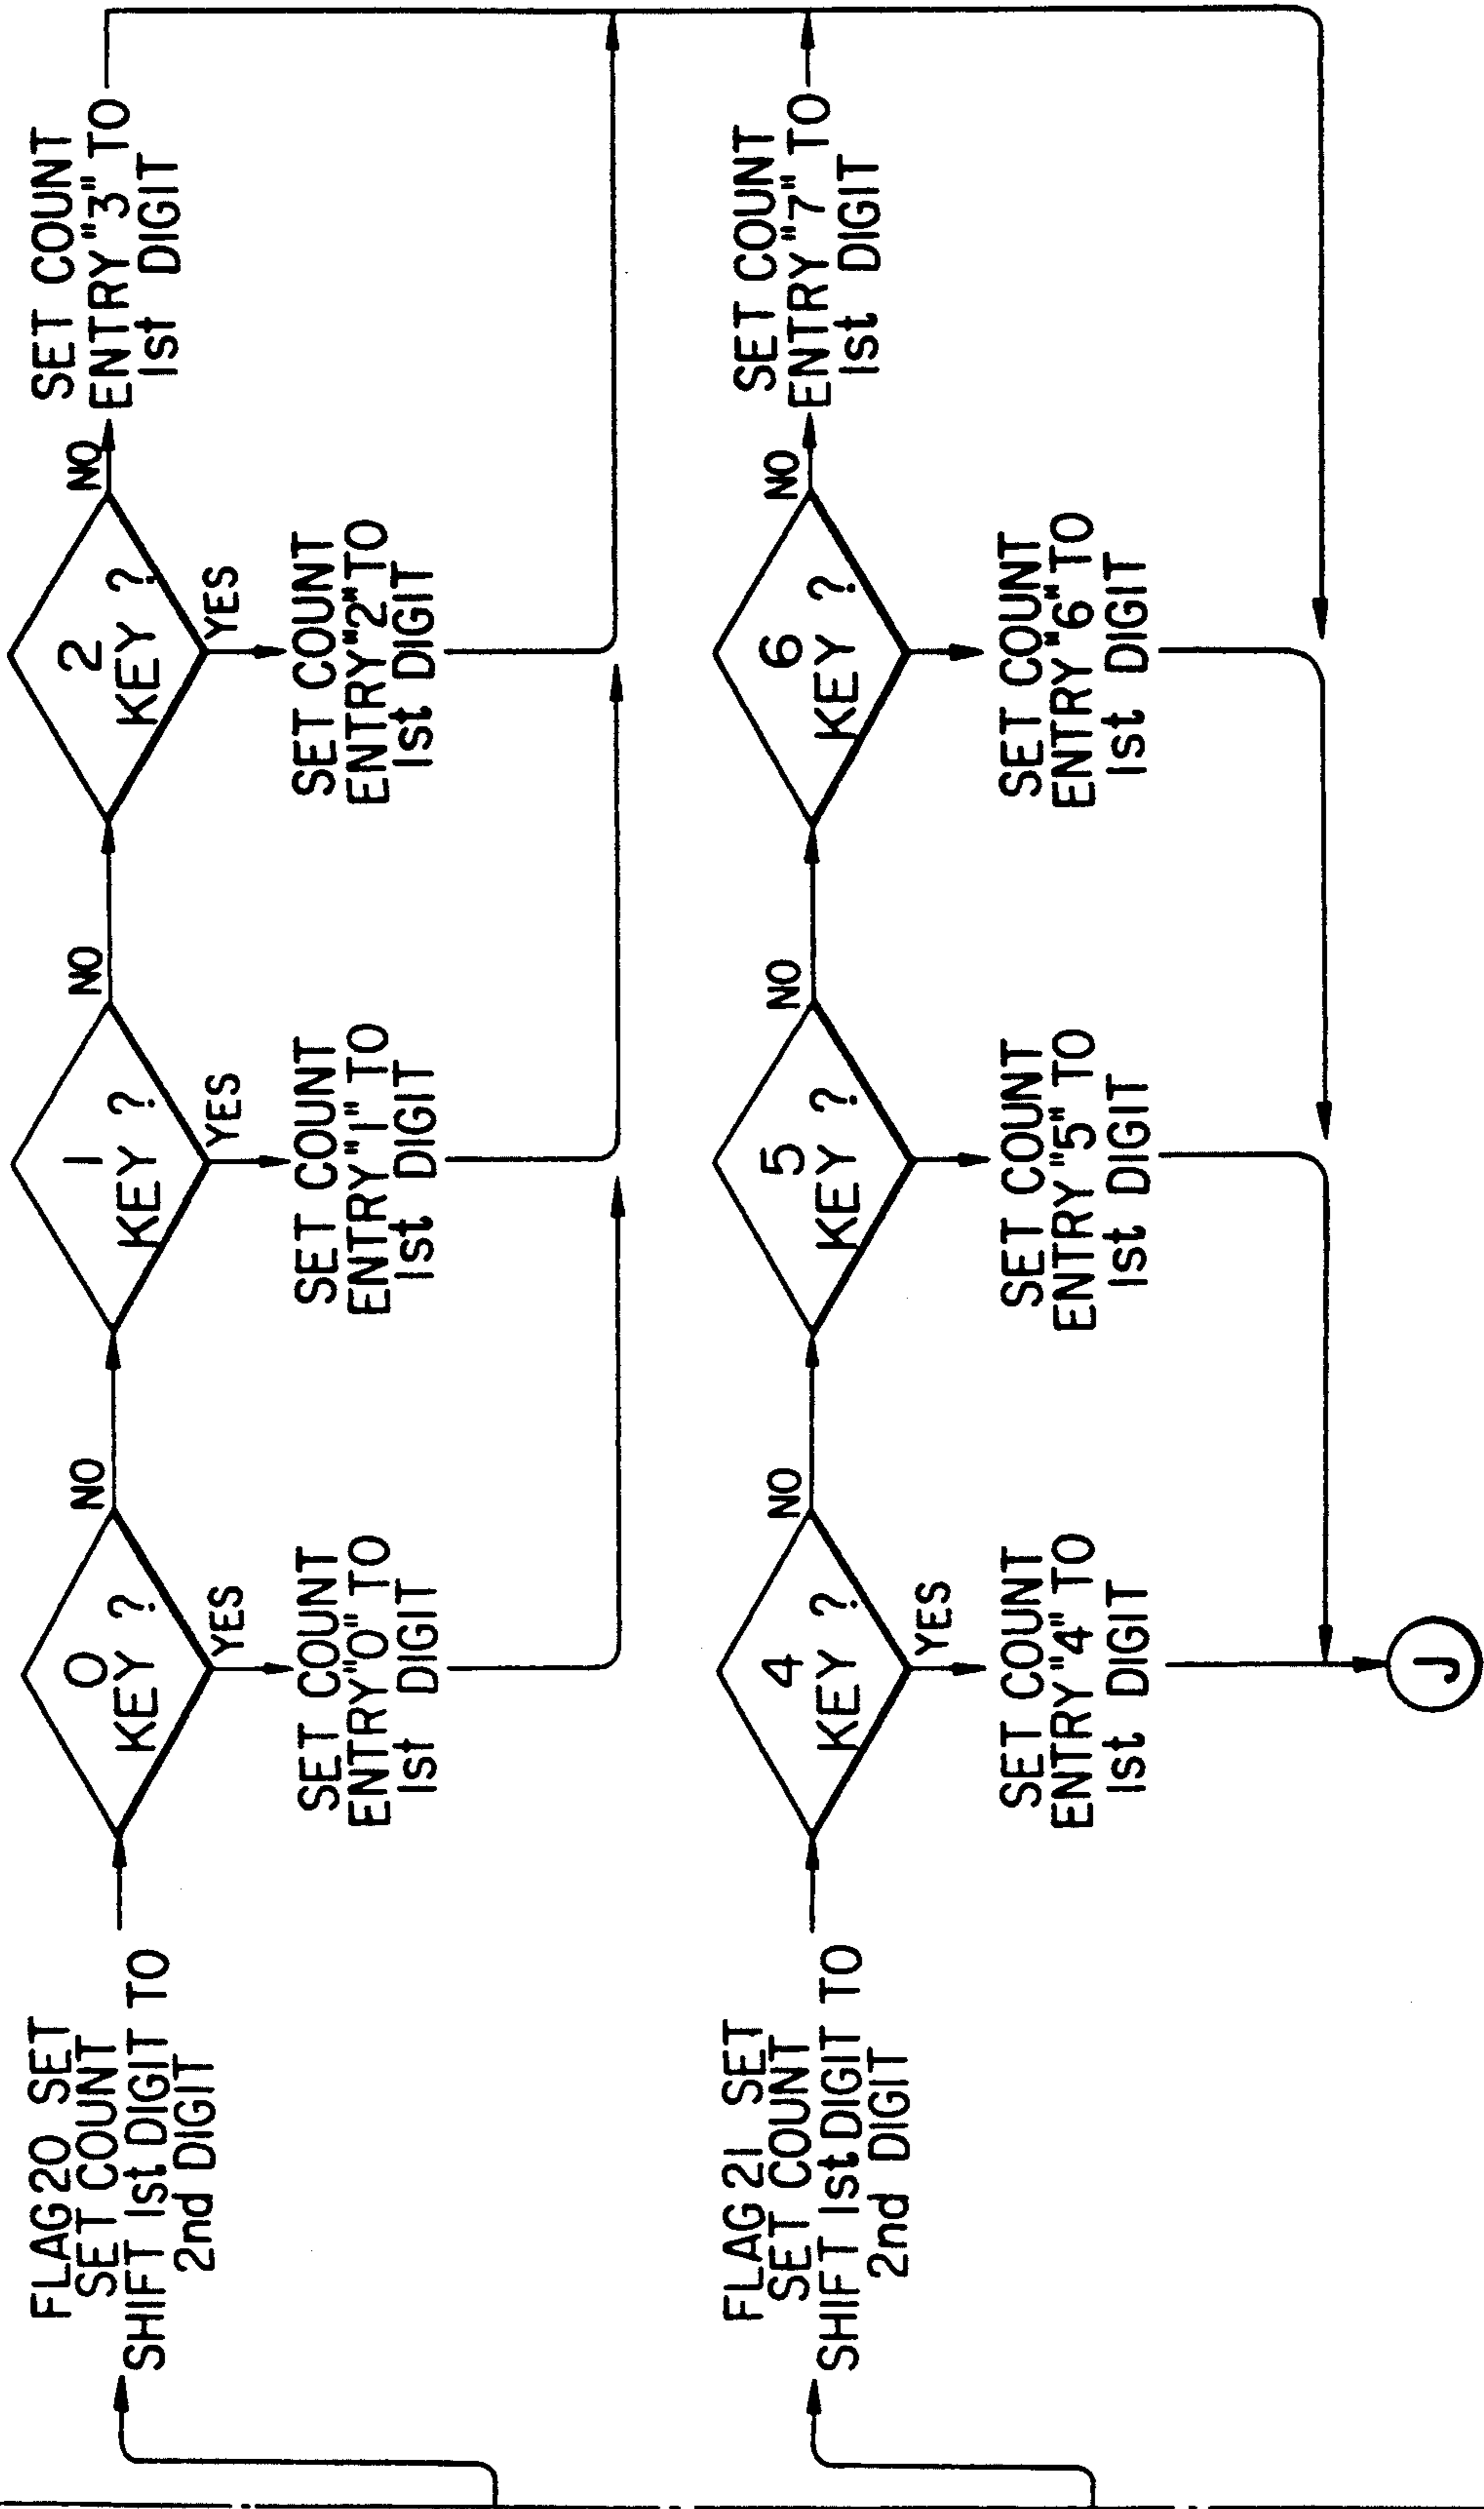 FLAG 20 SET
SET COUNT
SHIFT 1st DIGIT TO
2nd DIGIT
0
KEY ?
NO
YES
SET COUNT
ENTRY "0" TO
1st DIGIT
1
KEY ?
NO
YES
SET COUNT
ENTRY "1" TO
1st DIGIT
2
KEY ?
NO
YES
SET COUNT
ENTRY "2" TO
1st DIGIT
SET COUNT
ENTRY "3" TO
1st DIGIT
FLAG 21 SET
SET COUNT
SHIFT 1st DIGIT TO
2nd DIGIT
4
KEY ?
NO
YES
SET COUNT
ENTRY "4" TO
1st DIGIT
5
KEY ?
NO
SET COUNT
ENTRY "5" TO
1st DIGIT
6
KEY ?
NO
SET COUNT
ENTRY "6" TO
1st DIGIT
SET COUNT
ENTRY "7" TO
1st DIGIT
J